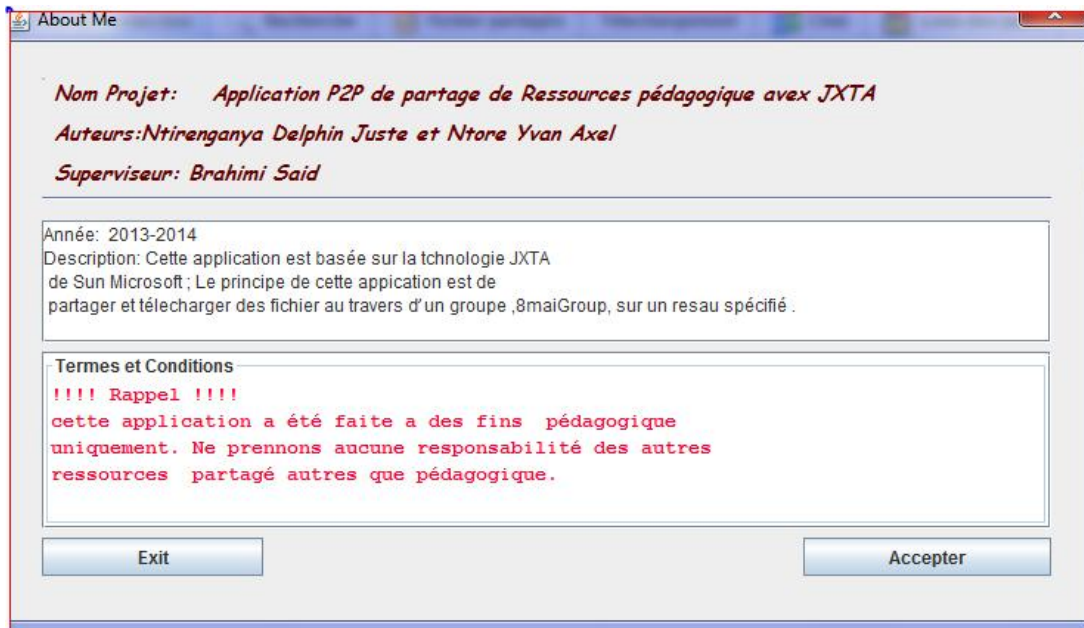 About Me
Recherche
Nom Projet: Application P2P de partage de Ressources pédagogique avex JXTA
Auteurs:Ntirenganya Delphin Juste et Ntore Yvan Axel
Superviseur: Brahimi Said
Année: 2013-2014
Description: Cette application est basée sur la tchnologie JXTA
de Sun Microsoft ; Le principe de cette appication est de
partager et télecharger des fichier au travers d' un groupe ,8maiGroup, sur un resau spécifié .
Termes et Conditions
!!!! Rappel !!!!
cette application a été faite a des fins pédagogique
uniquement. Ne prennons aucune responsabilité des autres
ressources partagé autres que pédagogique.
Exit Accepter